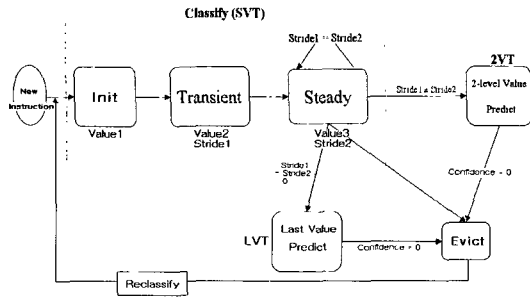 Classify (SVT)
Stride1 = Stride2
2VT
New
Instruction
Init
Transient
Steady
Stride1 ≠ Stride2
2-level Value
Predict
Value1
Value2
Stride1
Value3
Stride2
Stride1
= Stride2
0
Confidence = 0
LVT
Last Value
Predict
Confidence = 0
Evict
Reclassify